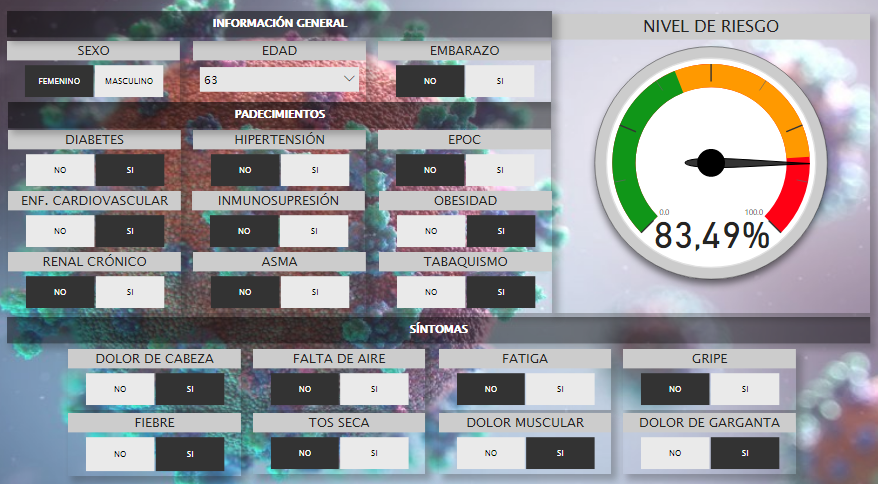 INFORMACIÓN GENERAL
NIVEL DE RIESGO
SEXO EDAD EMBARAZO
FEMENINO MASCULINO 63 NO SI
PADECIMIENTOS
DIABETES HIPERTENSIÓN EPOC
NO SI NO SI NO SI
ENF. CARDIOVASCULAR INMUNOSUPRESIÓN OBESIDAD
NO SI NO SI NO SI
RENAL CRÓNICO ASMA TABAQUISMO
NO SI NO SI NO SI
0.0 100.0
83,49%
SÍNTOMAS
DOLOR DE CABEZA FALTA DE AIRE FATIGA GRIPE
NO SI NO SI NO SI NO SI
FIEBRE TOS SECA DOLOR MUSCULAR DOLOR DE GARGANTA
NO SI NO SI NO SI NO SI